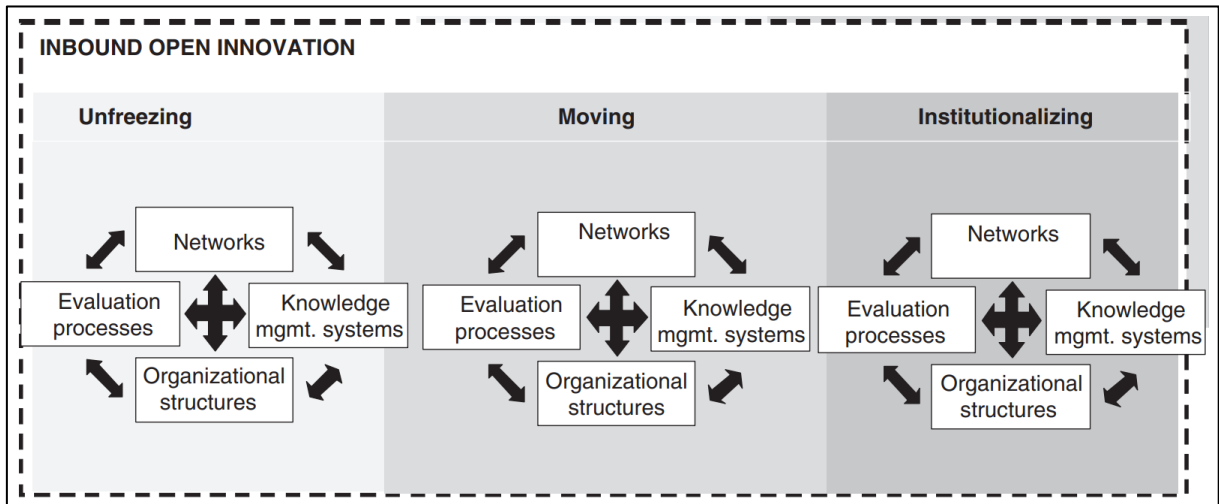 INBOUND OPEN INNOVATION
Unfreezing
Moving
Institutionalizing
Networks
Evaluation
processes
Knowledge
mgmt. systems
Organizational
structures
Networks
Evaluation
processes
Knowledge
mgmt. systems
Organizational
structures
Networks
Evaluation
processes
Knowledge
mgmt. systems
Organizational
structures